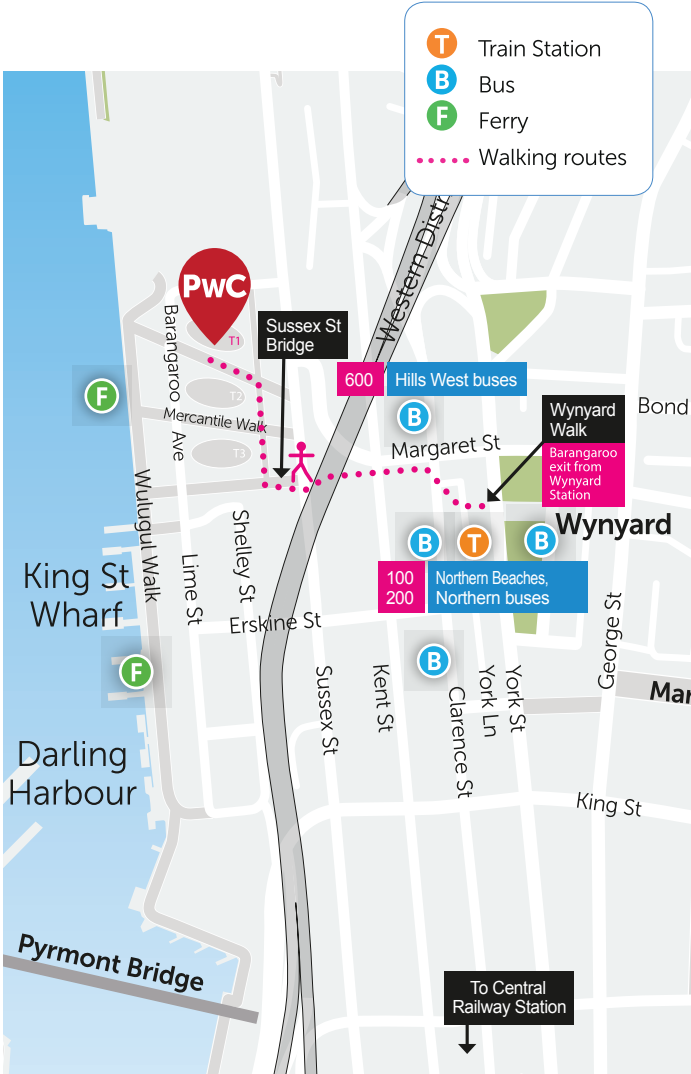 T Train Station
B Bus
F Ferry
Walking routes
Western Distr
PwC
Barangaroo Ave
T1
Sussex St
Bridge
600 Hills West buses
T2
F
B
Wynyard
Walk
Bond
Mercantile Walk
Margaret St
Barangaroo
exit from
Wynyard
Station
T3
Wulugul Walk
Shelley St
B
T
B
Wynyard
King St
Wharf
Lime St
100 Northern Beaches,
200 Northern buses
Erskine St
George St
F
B
Sussex St
Kent St
Clarence St
York Ln
York St
Mar
Darling
Harbour
King St
Pyrmont Bridge
To Central
Railway Station